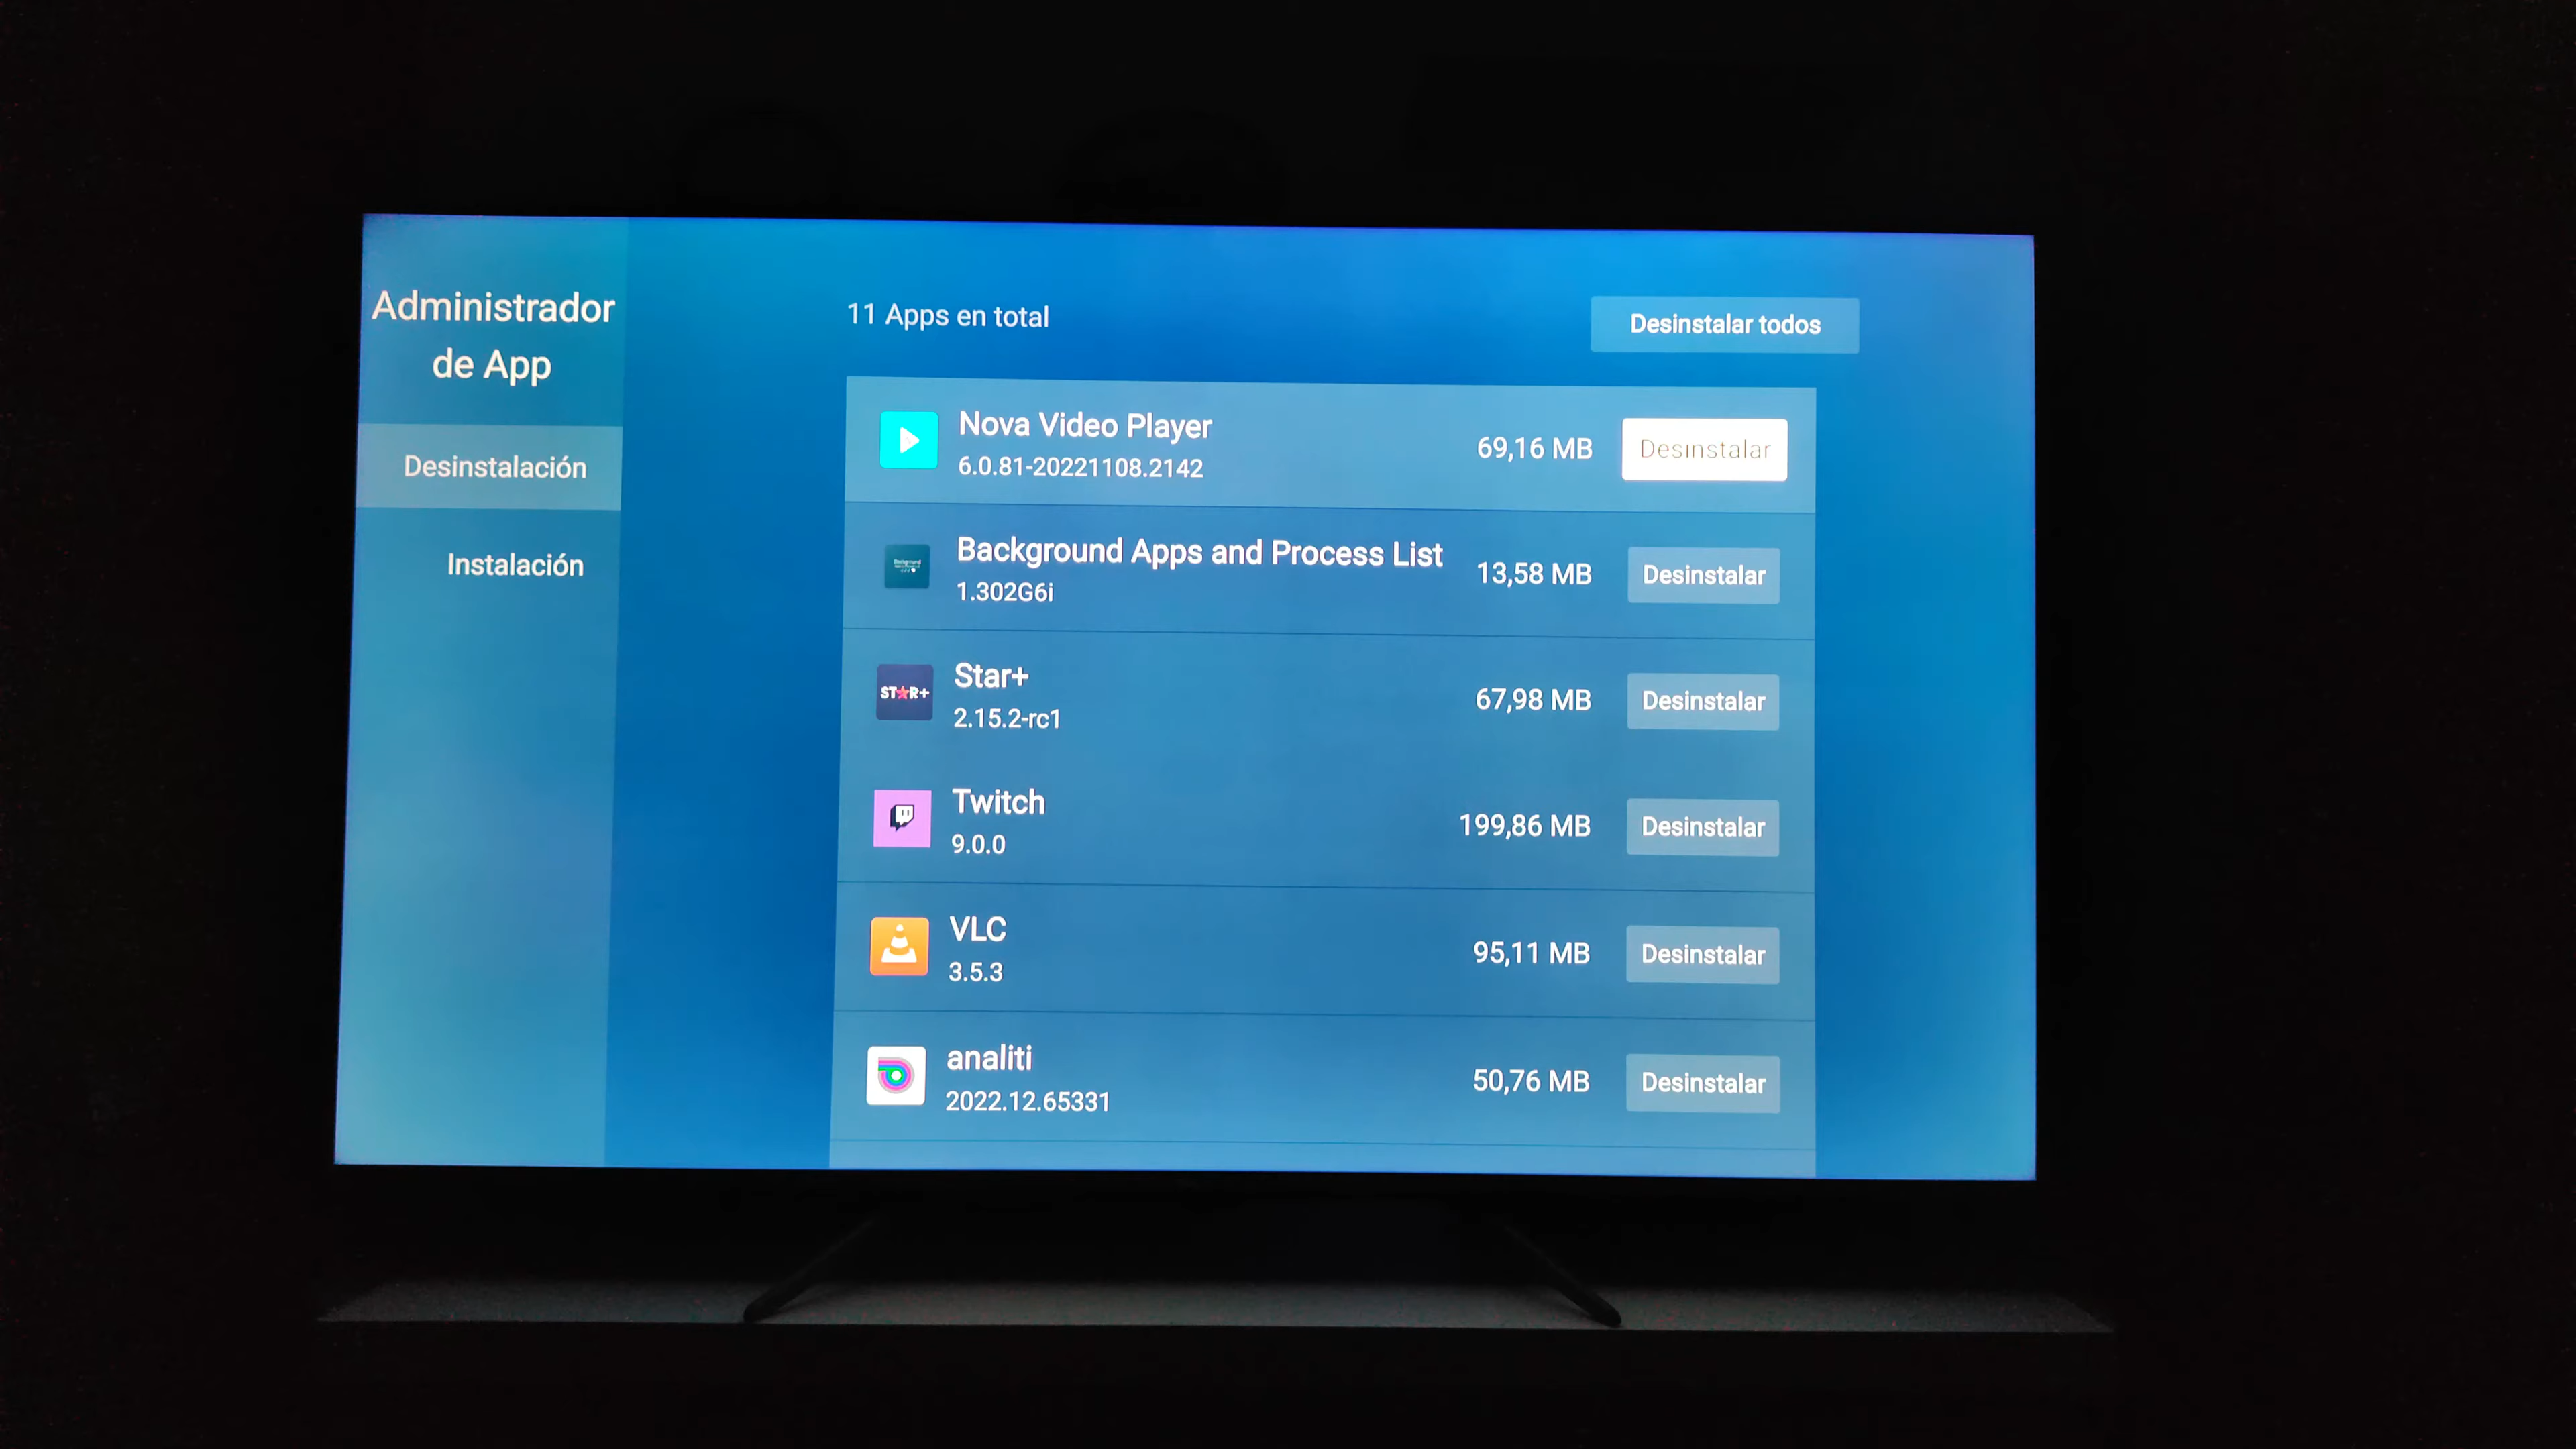 Administrador
de App
Desinstalación
Instalación
11 Apps en total
Desinstalar todos
Nova Video Player
6.0.81-20221108.2142
69,16 MB
Desinstalar
Background Apps and Process List
1.302G6i
13,58 MB
Desinstalar
STAR+
Star+
2.15.2-rc1
67,98 MB
Desinstalar
Twitch
9.0.0
199,86 MB
Desinstalar
VLC
3.5.3
95,11 MB
Desinstalar
analiti
2022.12.65331
50,76 MB
Desinstalar